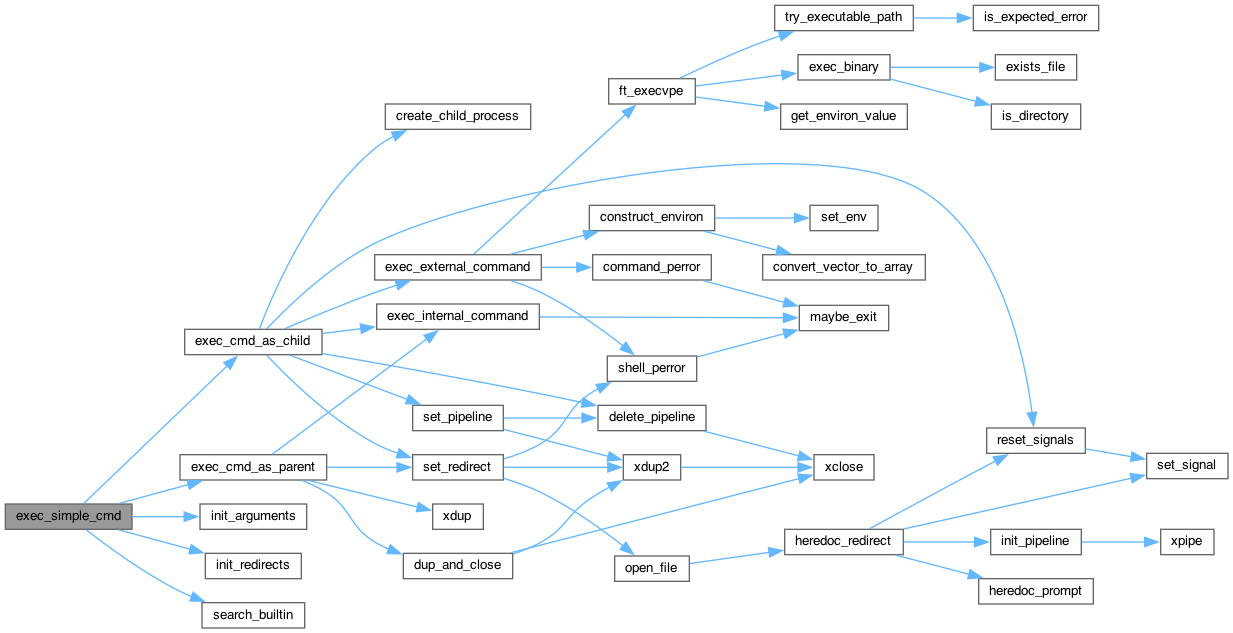 try_executable_path
is_expected_error
exec_binary
exists_file
ft_execvpe
create_child_process
get_environ_value
is_directory
construct_environ
set_env
exec_external_command
command_perror
convert_vector_to_array
exec_internal_command
maybe_exit
exec_cmd_as_child
shell_perror
set_pipeline
delete_pipeline
reset_signals
exec_cmd_as_parent
set_redirect
xdup2
xclose
set_signal
exec_simple_cmd
init_arguments
xdup
heredoc_redirect
init_pipeline
xpipe
init_redirects
dup_and_close
open_file
heredoc_prompt
search_builtin